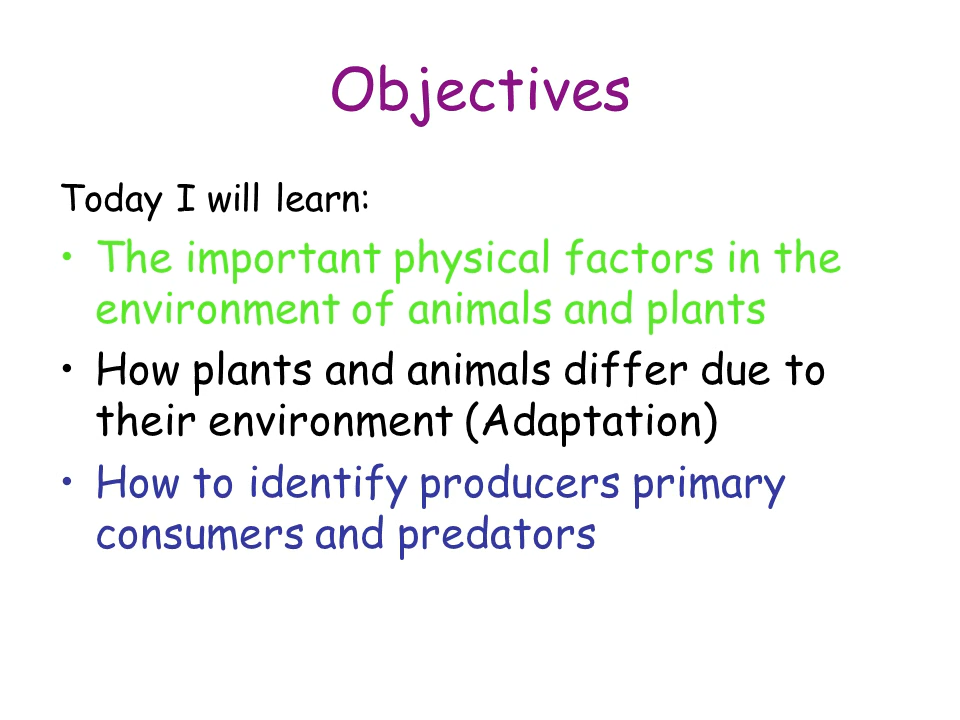 Objectives
Today I will learn:
• The important physical factors in the
environment of animals and plants
• How plants and animals differ due to
their environment (Adaptation)
• How to identify producers primary
consumers and predators